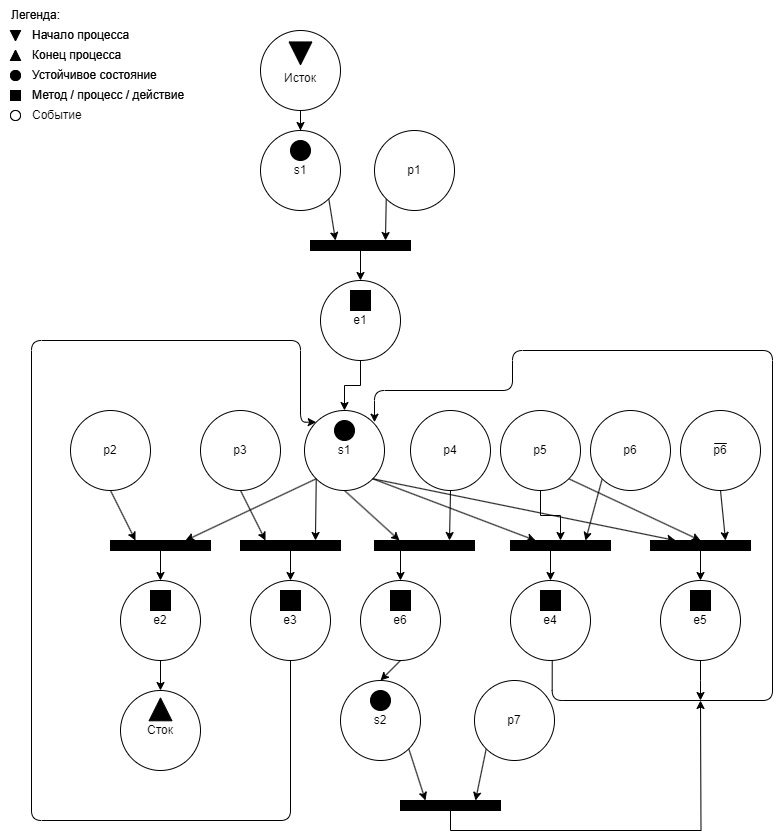 Легенда:
Начало процесса
Конец процесса
Устойчивое состояние
Метод / процесс / действие
Событие
Исток
s1
p1
e1
p2
p3
s1
p4
p5
p6
p6̅
e2
e3
e6
e4
e5
Сток
s2
p7